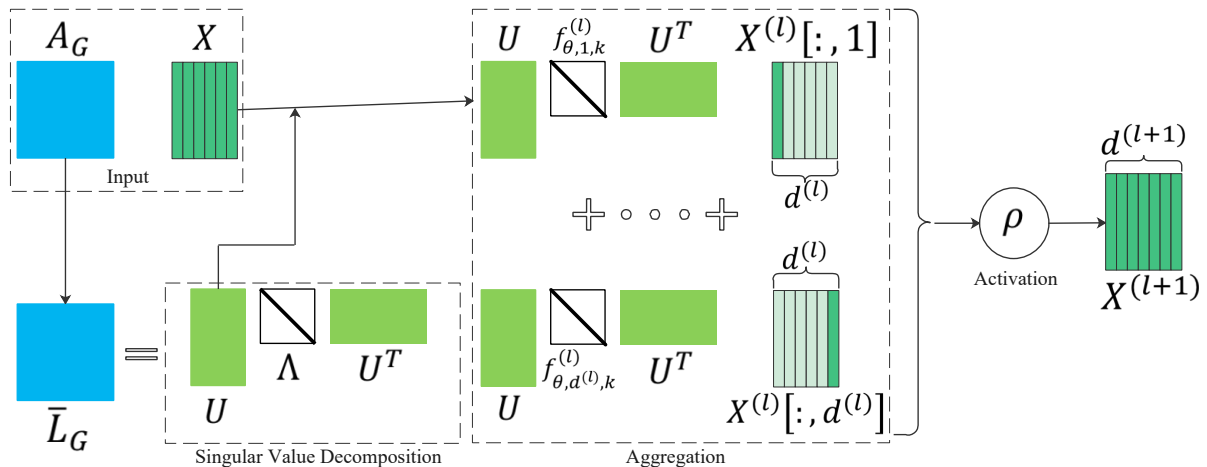 A_G
X
Input
L̄_G
=
U
Λ
U^T
Singular Value Decomposition
U
f_{θ,1,k}^{(l)}
U^T
X^{(l)}[:,1]
d^{(l)}
+ ∘ ∘ ∘ +
d^{(l)}
U
f_{θ,d^{(l)},k}^{(l)}
U^T
X^{(l)}[:,d^{(l)}]
Aggregation
ρ
Activation
d^{(l+1)}
X^{(l+1)}